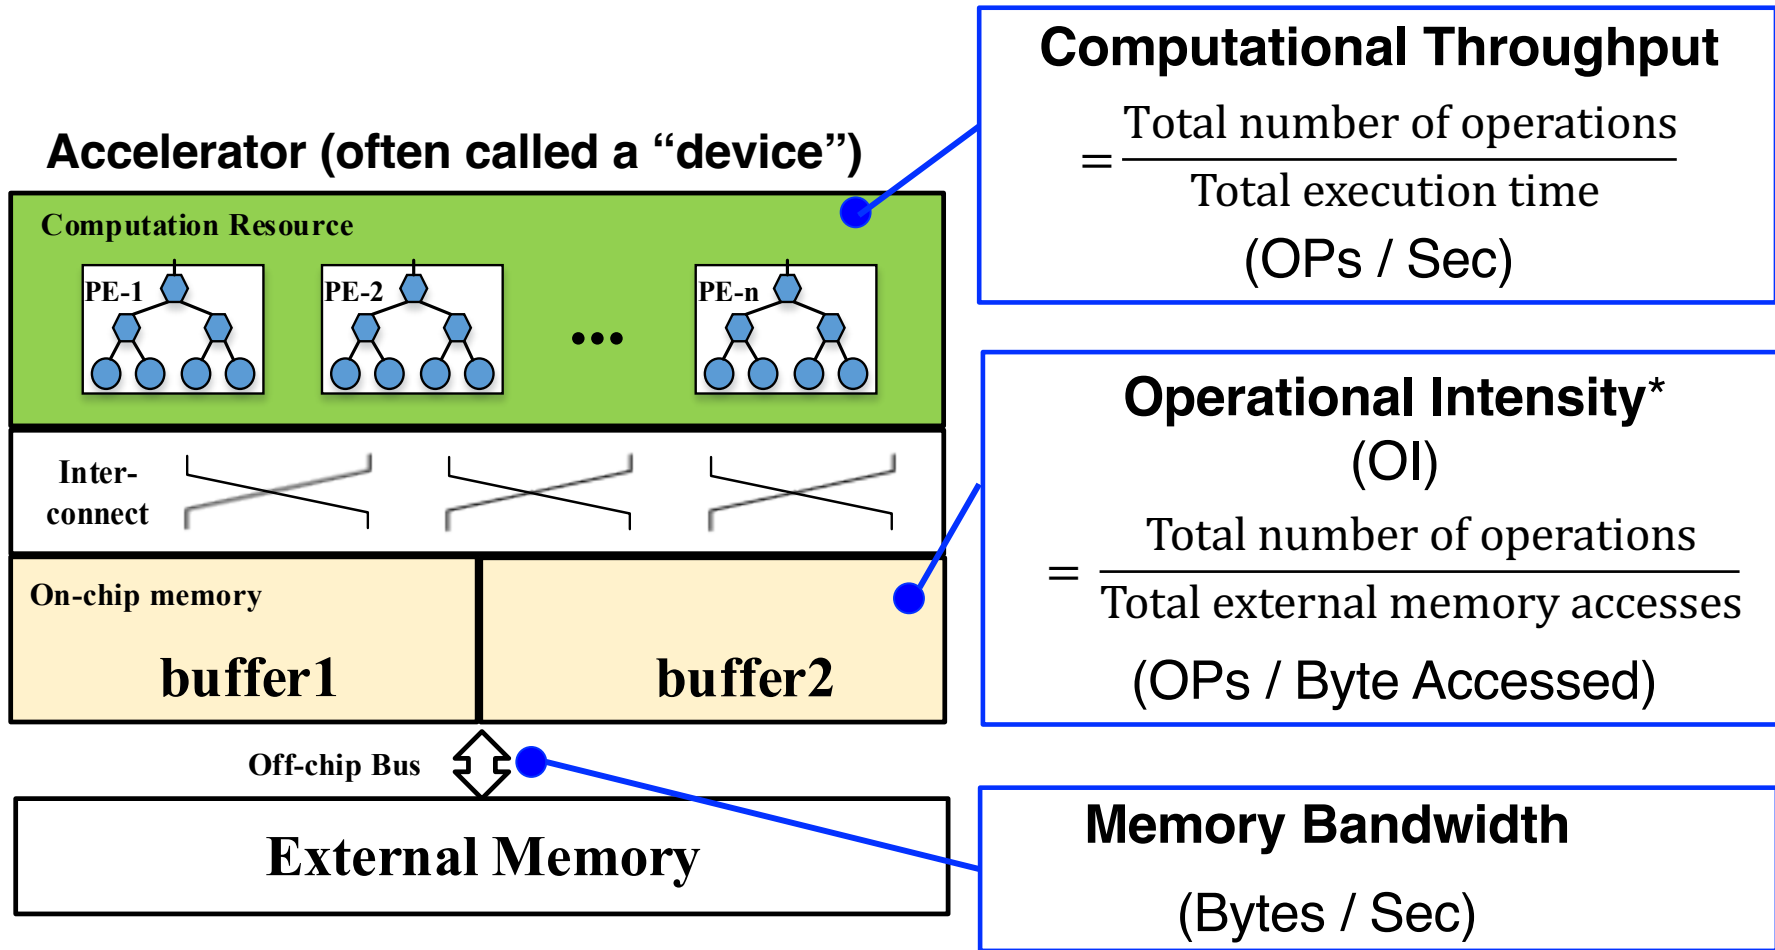 Accelerator (often called a “device”)
Computation Resource
PE-1
PE-2
•••
PE-n
Inter-
connect
On-chip memory
buffer1
buffer2
Off-chip Bus
External Memory
Computational Throughput
= Total number of operations
Total execution time
(OPs / Sec)
Operational Intensity*
(OI)
= Total number of operations
Total external memory accesses
(OPs / Byte Accessed)
Memory Bandwidth
(Bytes / Sec)